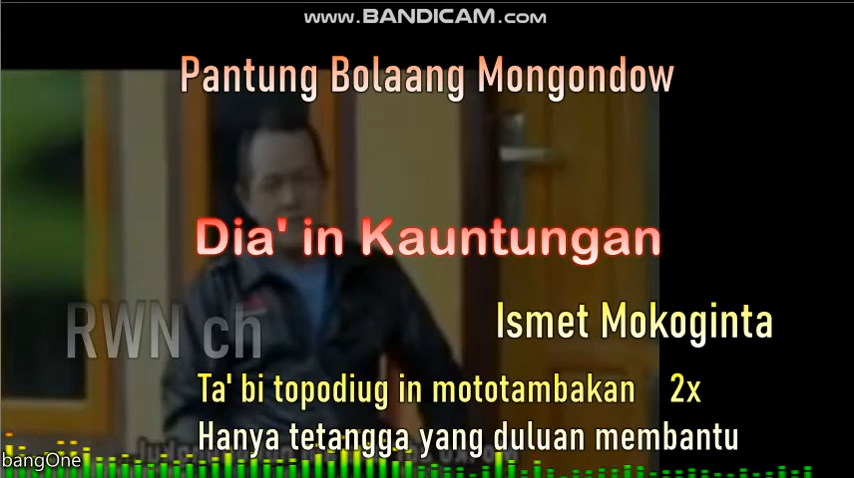 WWW.BANDICAM.COM
Pantung Bolaang Mongondow
Dia' in Kauntungan
RWN ch
Ismet Mokoginta
Ta' bi topodiug in mototambakan 2x
Hanya tetangga yang duluan membantu
bangOne